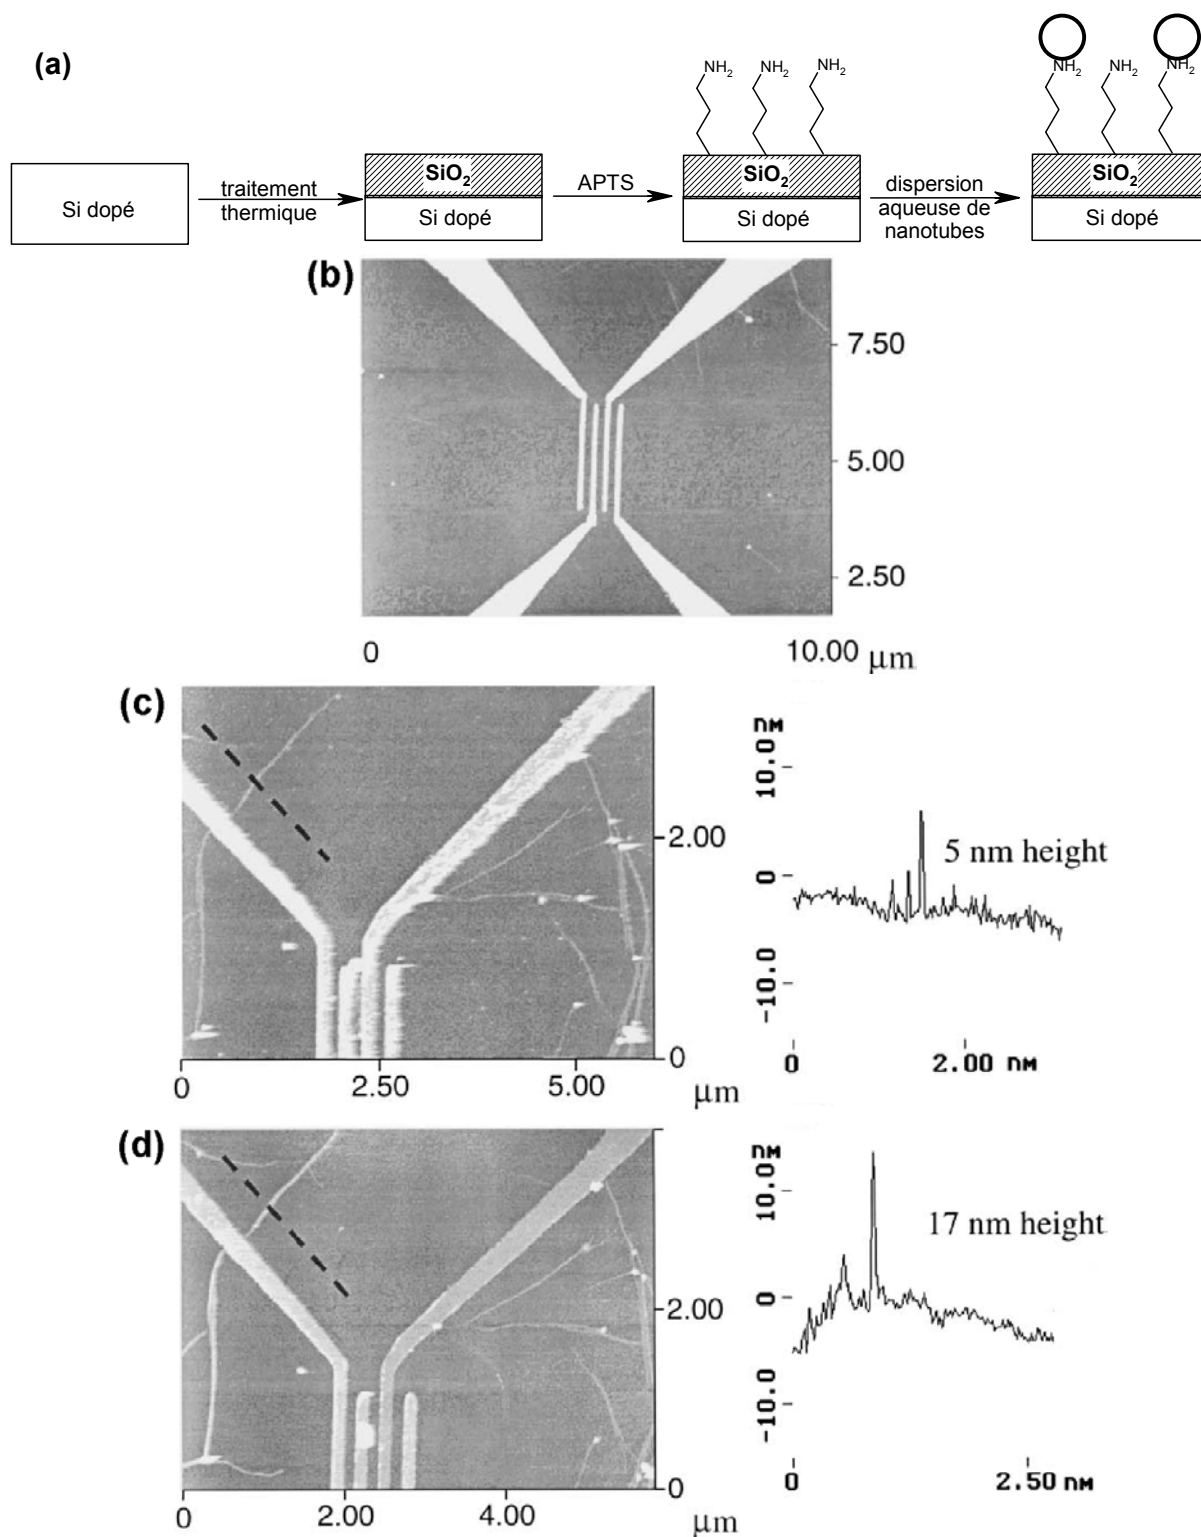 (a)
Si dopé
traitement
thermique
SiO2
Si dopé
APTS
NH2
NH2
NH2
SiO2
Si dopé
dispersion
aqueuse de
nanotubes
NH2
NH2
NH2
SiO2
Si dopé
(b)
7.50
5.00
2.50
0
10.00 μm
(c)
2.00
0
0
2.50
5.00
μm
nm
10.0
0
-10.0
5 nm height
0
2.00 nm
(d)
2.00
0
0
2.00
4.00
μm
nm
10.0
0
-10.0
17 nm height
0
2.50 nm